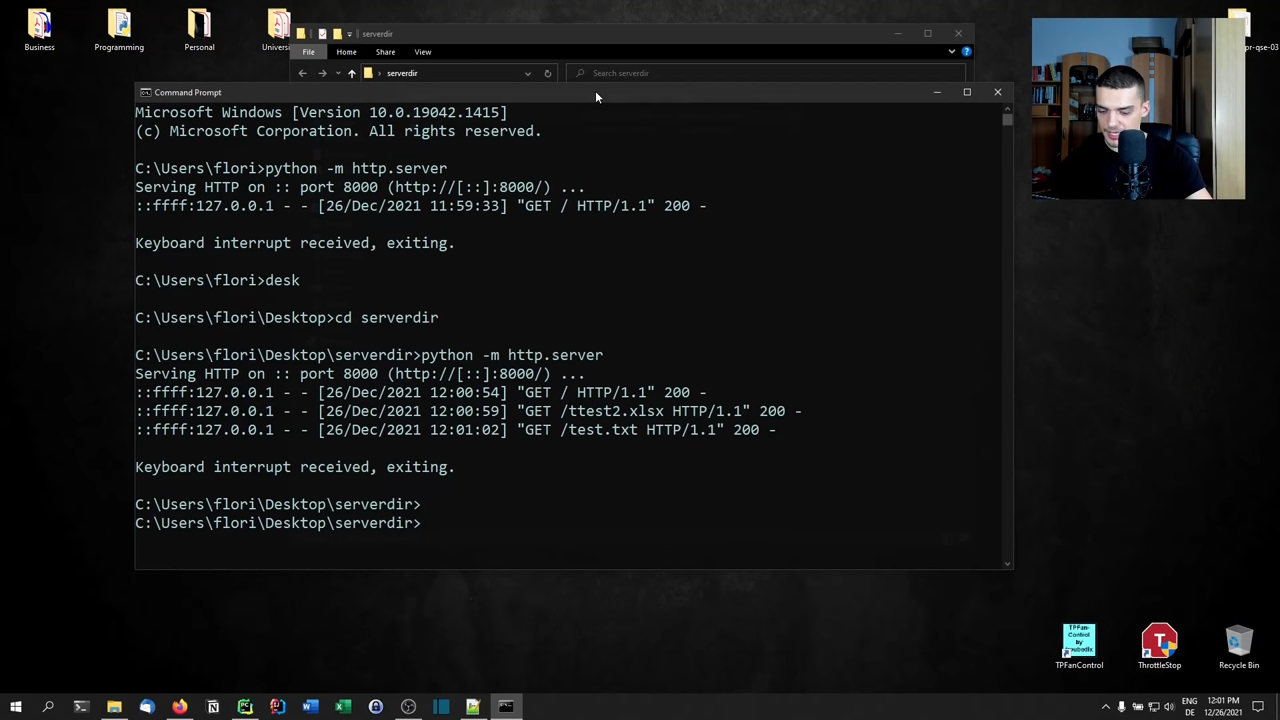 Business
Programming
Personal
Universi
serverdir
File
Home
Share
View
serverdir
Search serverdir
pr-qse-03
Command Prompt
Microsoft Windows [Version 10.0.19042.1415]
(c) Microsoft Corporation. All rights reserved.
C:\Users\flori>python -m http.server
Serving HTTP on :: port 8000 (http://[::]:8000/) ...
::ffff:127.0.0.1 - - [26/Dec/2021 11:59:33] "GET / HTTP/1.1" 200 -
Keyboard interrupt received, exiting.
C:\Users\flori>desk
C:\Users\flori\Desktop>cd serverdir
C:\Users\flori\Desktop\serverdir>python -m http.server
Serving HTTP on :: port 8000 (http://[::]:8000/) ...
::ffff:127.0.0.1 - - [26/Dec/2021 12:00:54] "GET / HTTP/1.1" 200 -
::ffff:127.0.0.1 - - [26/Dec/2021 12:00:59] "GET /ttest2.xlsx HTTP/1.1" 200 -
::ffff:127.0.0.1 - - [26/Dec/2021 12:01:02] "GET /test.txt HTTP/1.1" 200 -
Keyboard interrupt received, exiting.
C:\Users\flori\Desktop\serverdir>
C:\Users\flori\Desktop\serverdir>
TPFan-
Control
by
troubadix
TPFanControl
ThrottleStop
Recycle Bin
ENG
DE
12:01 PM
12/26/2021